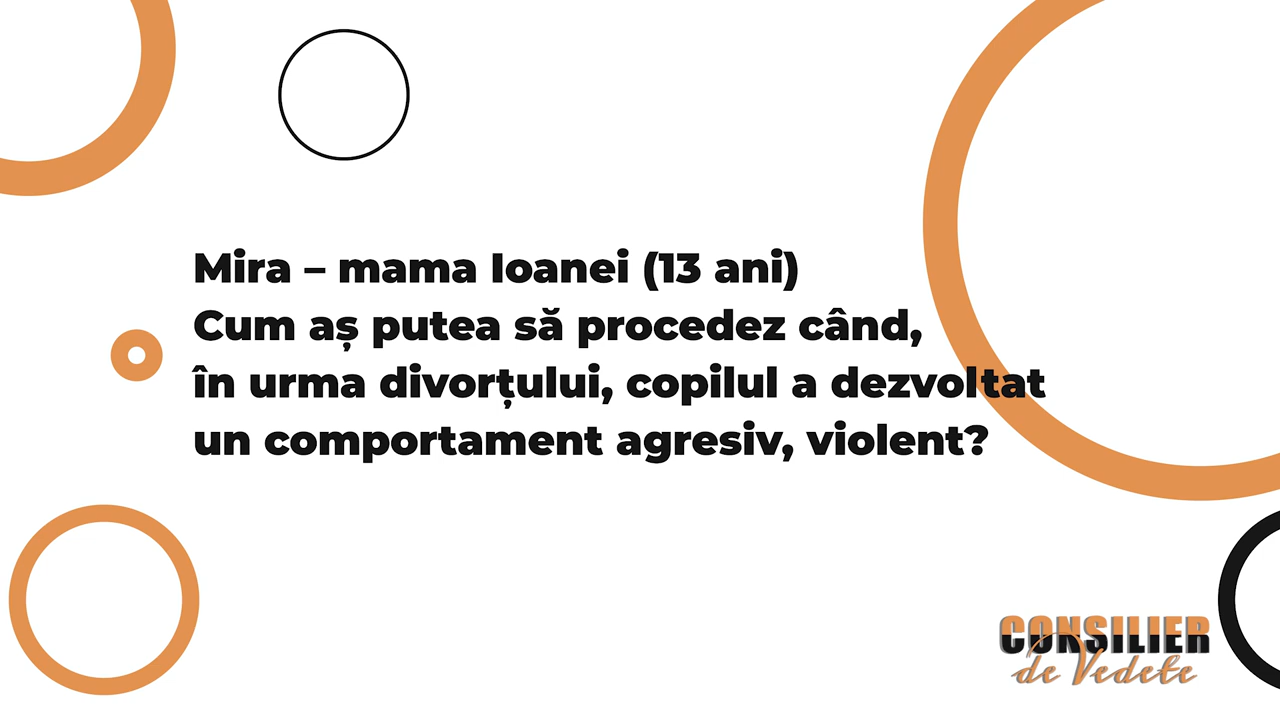 Mira – mama Ioanei (13 ani)
Cum aș putea să procedez când,
în urma divorțului, copilul a dezvoltat
un comportament agresiv, violent?
CONSILIER
de Vedete